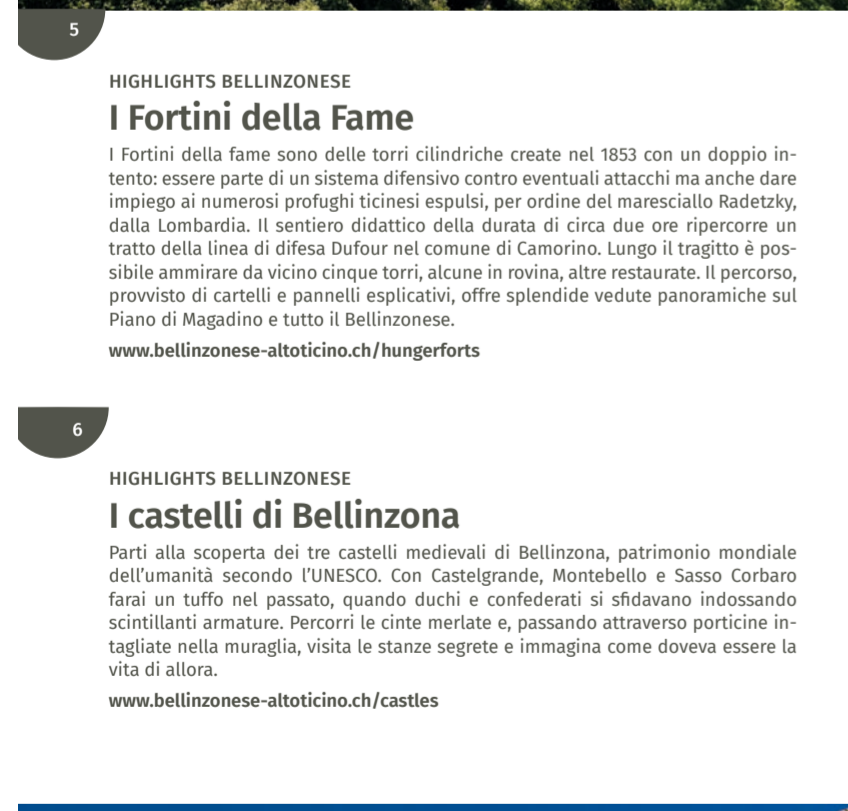 5
HIGHLIGHTS BELLINZONESE
I Fortini della Fame
I Fortini della fame sono delle torri cilindriche create nel 1853 con un doppio in-
tento: essere parte di un sistema difensivo contro eventuali attacchi ma anche dare
impiego ai numerosi profughi ticinesi espulsi, per ordine del maresciallo Radetzky,
dalla Lombardia. Il sentiero didattico della durata di circa due ore ripercorre un
tratto della linea di difesa Dufour nel comune di Camorino. Lungo il tragitto è pos-
sibile ammirare da vicino cinque torri, alcune in rovina, altre restaurate. Il percorso,
provvisto di cartelli e pannelli esplicativi, offre splendide vedute panoramiche sul
Piano di Magadino e tutto il Bellinzonese.
www.bellinzonese-altoticino.ch/hungerforts
6
HIGHLIGHTS BELLINZONESE
I castelli di Bellinzona
Parti alla scoperta dei tre castelli medievali di Bellinzona, patrimonio mondiale
dell’umanità secondo l’UNESCO. Con Castelgrande, Montebello e Sasso Corbaro
farai un tuffo nel passato, quando duchi e confederati si sfidavano indossando
scintillanti armature. Percorri le cinte merlate e, passando attraverso porticine in-
tagliate nella muraglia, visita le stanze segrete e immagina come doveva essere la
vita di allora.
www.bellinzonese-altoticino.ch/castles